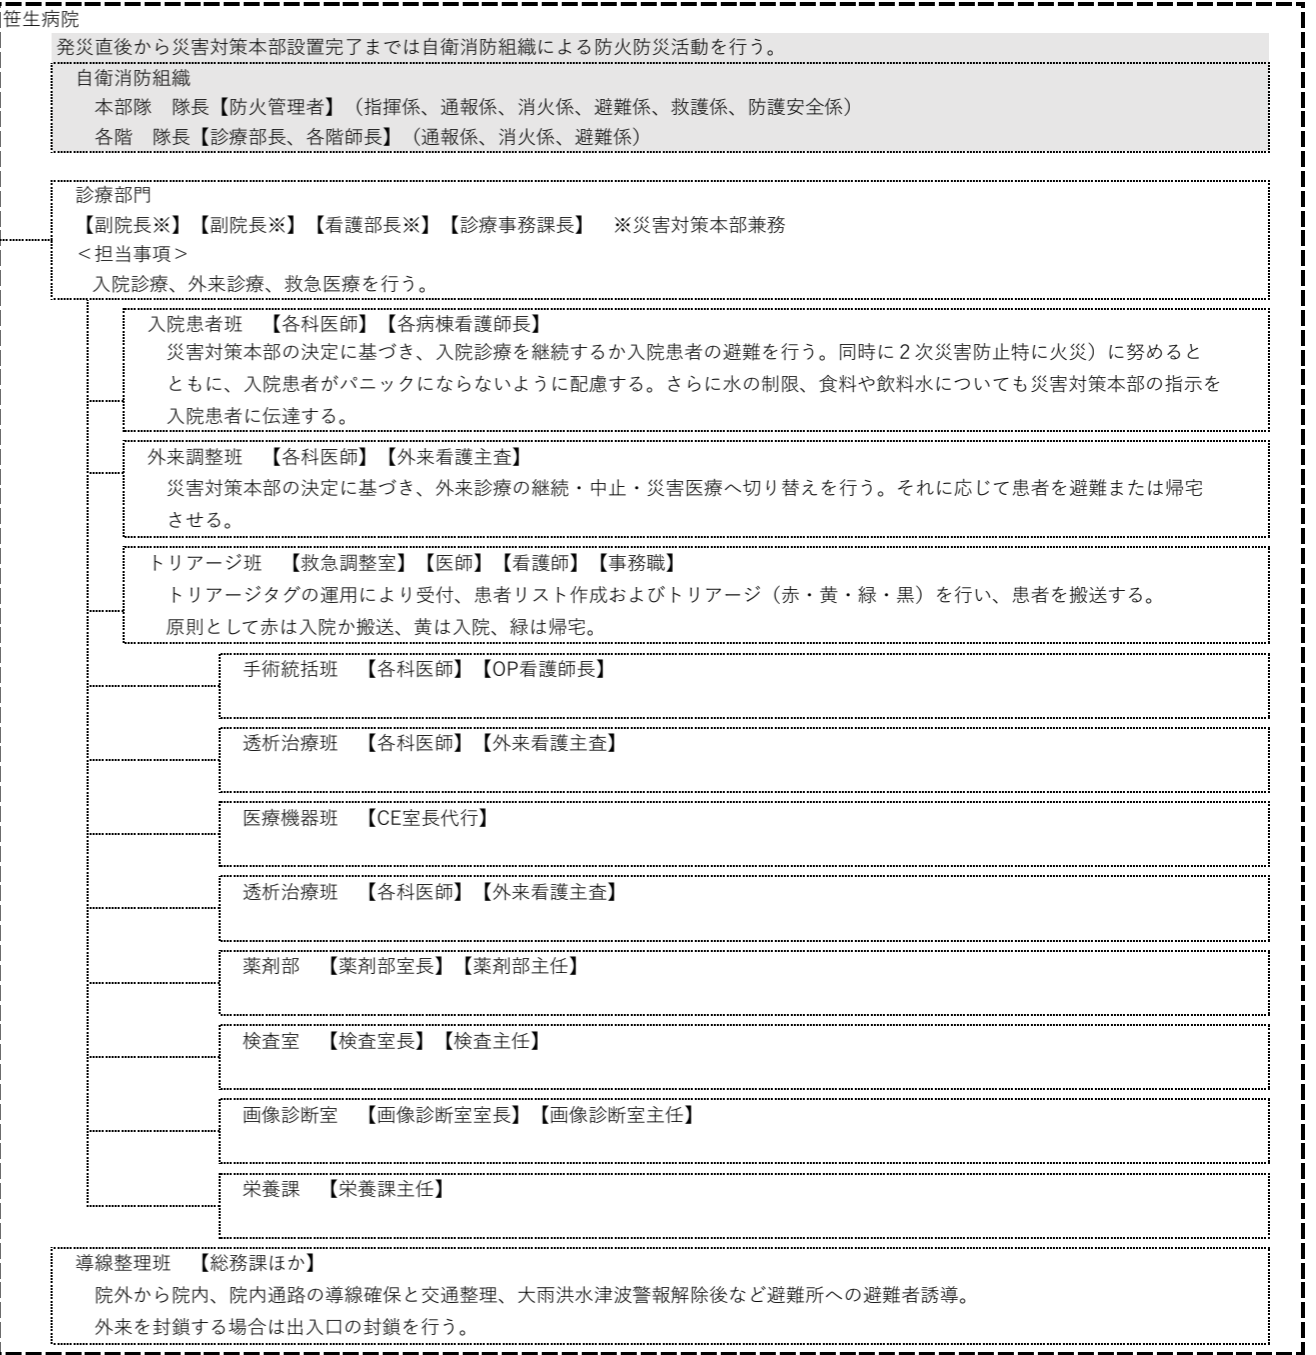 笹生病院
発災直後から災害対策本部設置完了までは自衛消防組織による防火防災活動を行う。
自衛消防組織
本部隊　隊長【防火管理者】（指揮係、通報係、消火係、避難係、救護係、防護安全係）
各階　隊長【診療部長、各階師長】（通報係、消火係、避難係）
診療部門
【副院長※】【副院長※】【看護部長※】【診療事務課長】　※災害対策本部兼務
＜担当事項＞
入院診療、外来診療、救急医療を行う。
入院患者班　【各科医師】【各病棟看護師長】
災害対策本部の決定に基づき、入院診療を継続するか入院患者の避難を行う。同時に２次災害防止特に火災）に努めると
ともに、入院患者がパニックにならないように配慮する。さらに水の制限、食料や飲料水についても災害対策本部の指示を
入院患者に伝達する。
外来調整班　【各科医師】【外来看護主査】
災害対策本部の決定に基づき、外来診療の継続・中止・災害医療へ切り替えを行う。それに応じて患者を避難または帰宅
させる。
トリアージ班　【救急調整室】【医師】【看護師】【事務職】
トリアージタグの運用により受付、患者リスト作成およびトリアージ（赤・黄・緑・黒）を行い、患者を搬送する。
原則として赤は入院か搬送、黄は入院、緑は帰宅。
手術統括班　【各科医師】【OP看護師長】
透析治療班　【各科医師】【外来看護主査】
医療機器班　【CE室長代行】
透析治療班　【各科医師】【外来看護主査】
薬剤部　【薬剤部室長】【薬剤部主任】
検査室　【検査室長】【検査主任】
画像診断室　【画像診断室室長】【画像診断室主任】
栄養課　【栄養課主任】
導線整理班　【総務課ほか】
院外から院内、院内通路の導線確保と交通整理、大雨洪水津波警報解除後など避難所への避難者誘導。
外来を封鎖する場合は出入口の封鎖を行う。